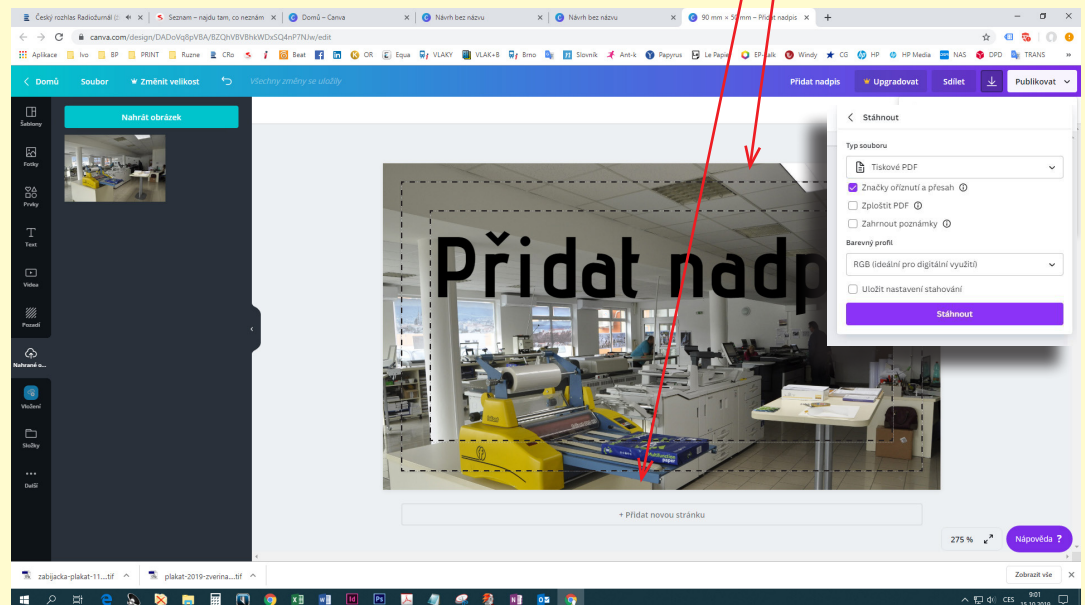 Český rozhlas Radiožurnál
Seznam – najdu tam, co neznám
Domů – Canva
Návrh bez názvu
Návrh bez názvu
90 mm × 50 mm – Přidat nadpis
canva.com/design/DADoVq8pVBA/BZQhVBVBhkWDxSQ4nP7NJw/edit
Aplikace Ivo BP PRINT Ruzne CRo Beat OR Equa VLAKY VLAK+B Brno Slovnik Ant-k Papyrus Le Papier EP-talk Windy CG HP HP Media NAS DPD TRANS »
Domů Soubor Změnit velikost Všechny změny se uložily Přidat nadpis Upgradovat Sdílet Publikovat
Šablony
Fotky
Prvky
Text
Videa
Pozadí
Nahrané o...
Vložení
Složky
Další
Nahrát obrázek
Přidat nadp
Stáhnout
Typ souboru
Tiskové PDF
Značky oříznutí a přesah
Zploštit PDF
Zahrnout poznámky
Barevný profil
RGB (ideální pro digitální využití)
Uložit nastavení stahování
Stáhnout
+ Přidat novou stránku
275 %
Nápověda ?
zabijacka-plakat-11....tif
plakat-2019-zverina....tif
Zobrazit vše
CES
9:01
15.10.2019